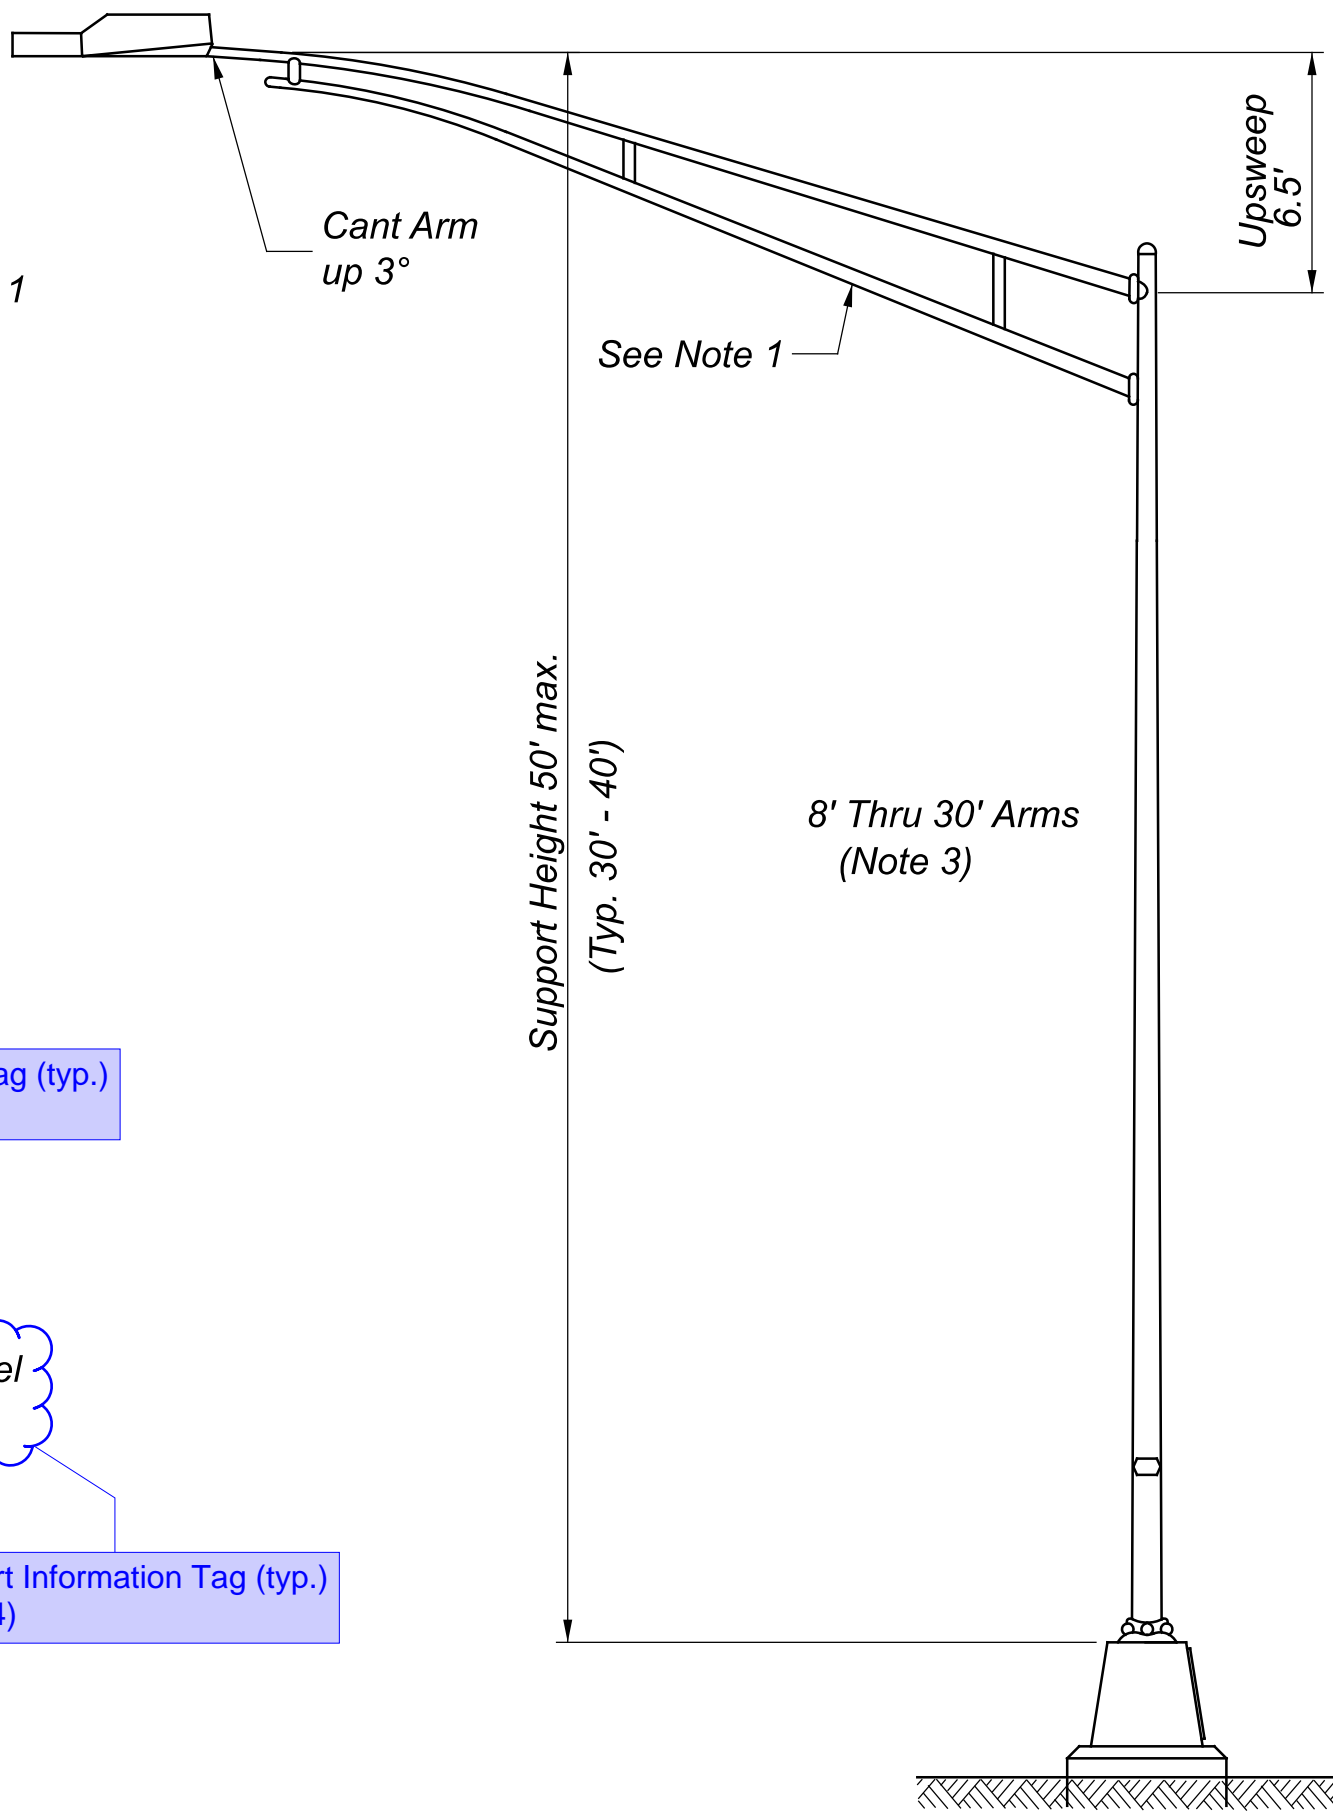 Upsweep
6.5'
Cant Arm
up 3°
1
See Note 1
Support Height 50' max.
(Typ. 30' - 40')
8' Thru 30' Arms
(Note 3)
ag (typ.)
el
rt Information Tag (typ.)
4)